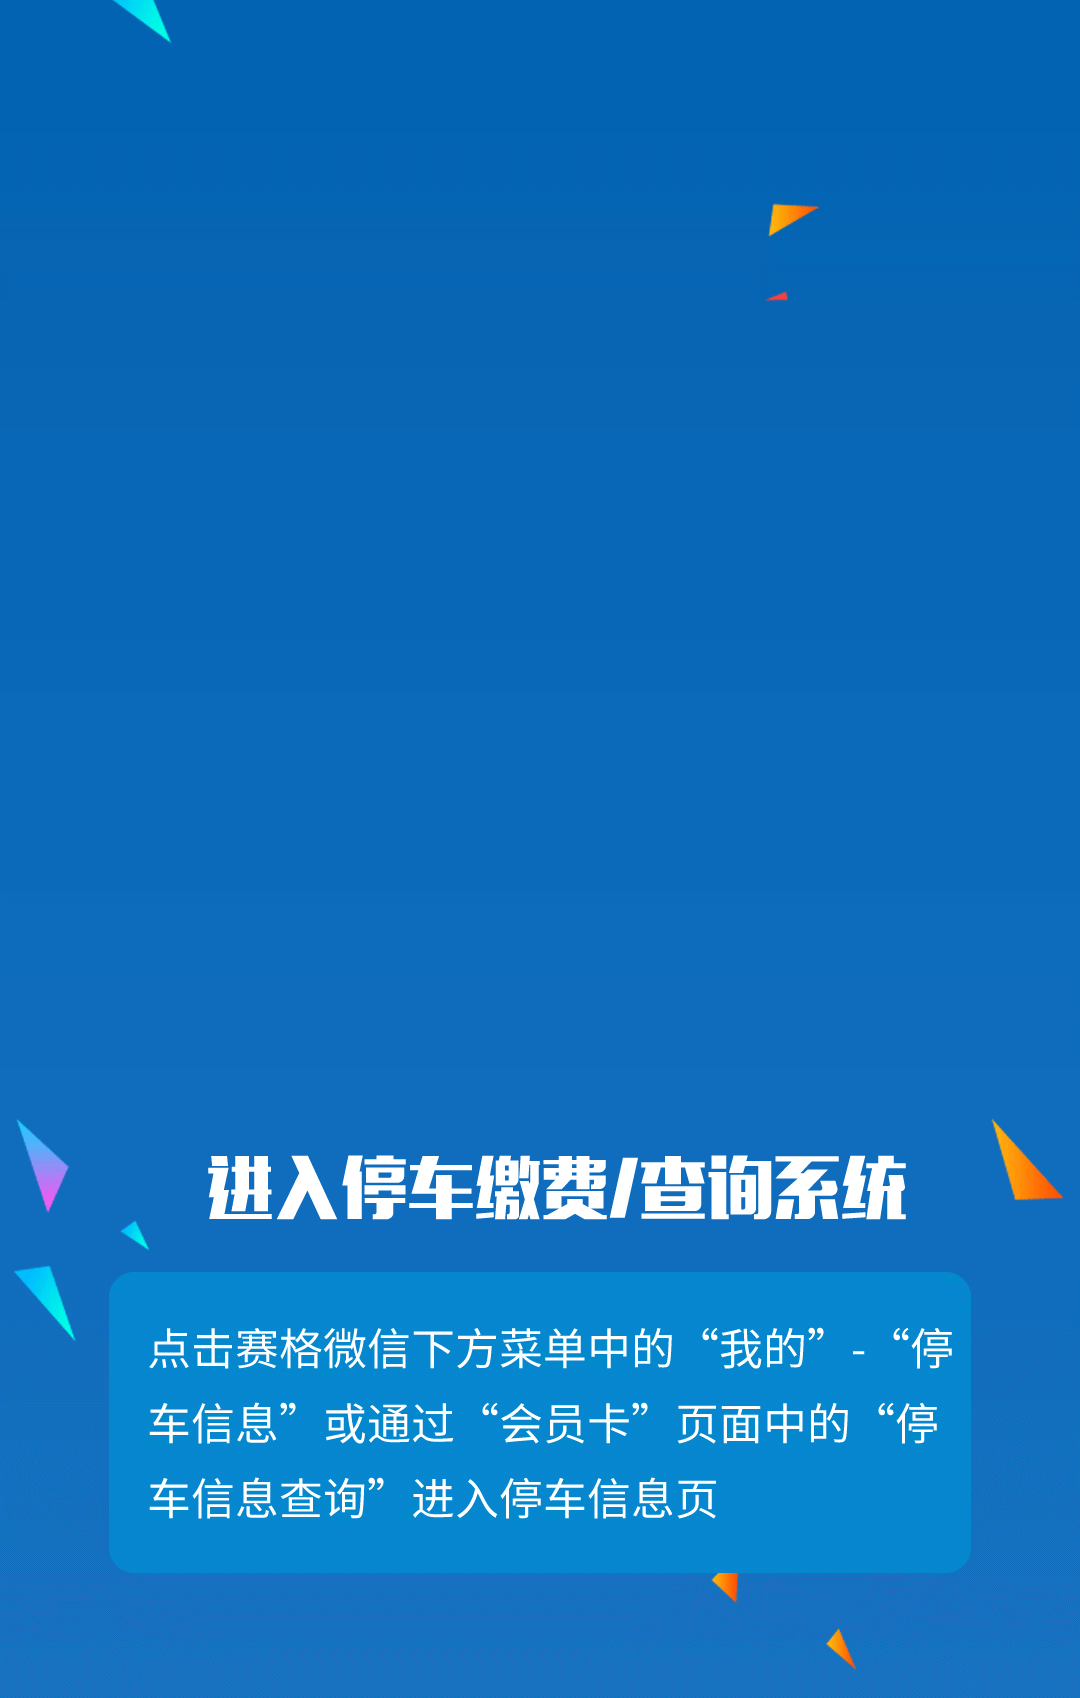 进入停车缴费/查询系统
点击赛格微信下方菜单中的“我的”-“停
车信息”或通过“会员卡”页面中的“停
车信息查询”进入停车信息页